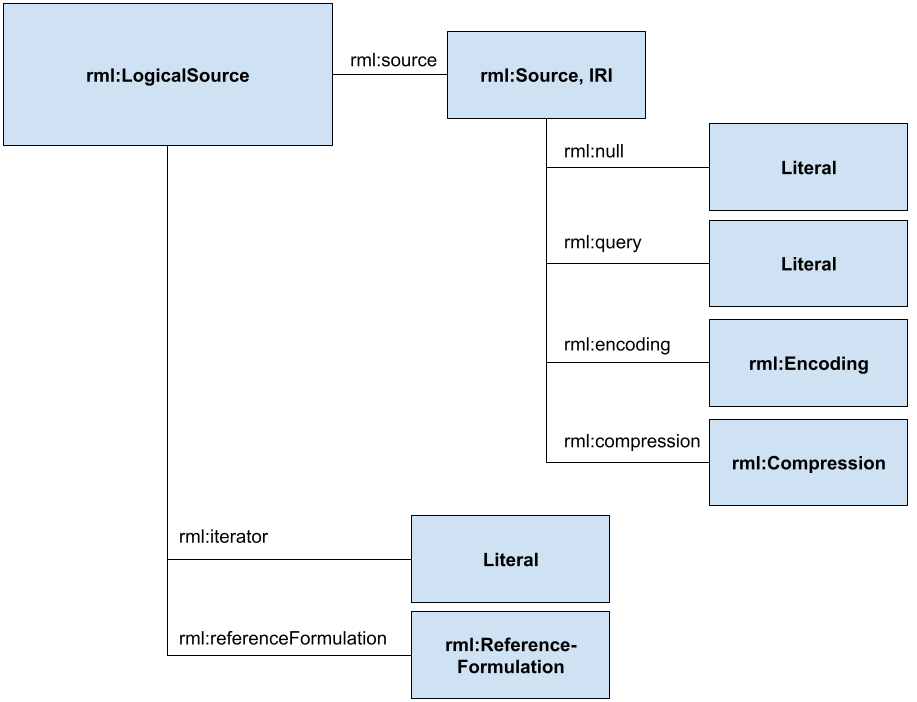 rml:LogicalSource
rml:source
rml:Source, IRI
rml:null
Literal
rml:query
Literal
rml:encoding
rml:Encoding
rml:compression
rml:Compression
rml:iterator
Literal
rml:referenceFormulation
rml:Reference-
Formulation